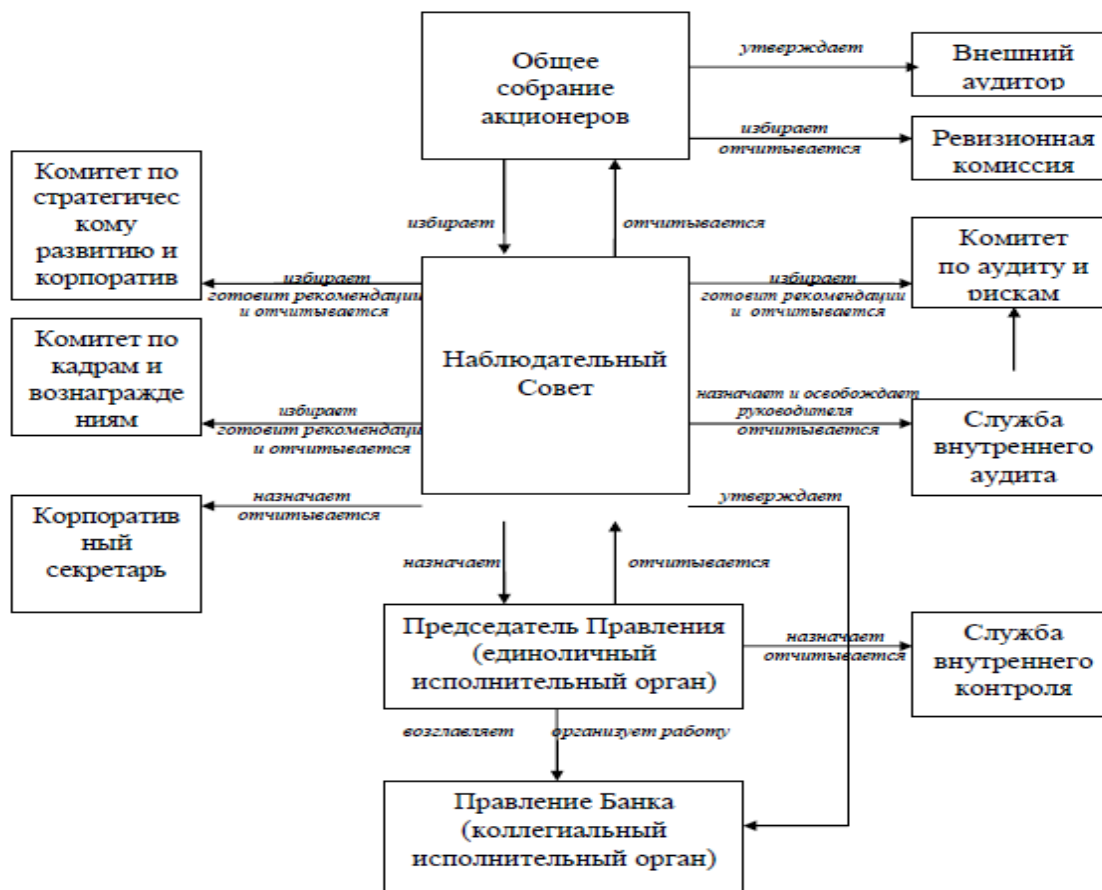 Общее
собрание
акционеров
утверждает
Внешний
аудитор
избирает
отчитывается
Ревизионная
комиссия
Комитет по
стратегичес
кому
развитию и
корпоратив
избирает
отчитывается
Комитет
по аудиту и
рискам
избирает
готовит рекомендации
и отчитывается
избирает
готовит рекомендации
и отчитывается
Наблюдательный
Совет
Комитет по
кадрам и
вознагражде
ниям
избирает
готовит рекомендации
и отчитывается
назначает и освобождает
руководителя
отчитывается
Служба
внутреннего
аудита
Корпоратив
ный
секретарь
назначает
отчитывается
утверждает
назначает
отчитывается
Председатель Правления
(единоличный
исполнительный орган)
назначает
отчитывается
Служба
внутреннего
контроля
возглавляет
организует работу
Правление Банка
(коллегиальный
исполнительный орган)